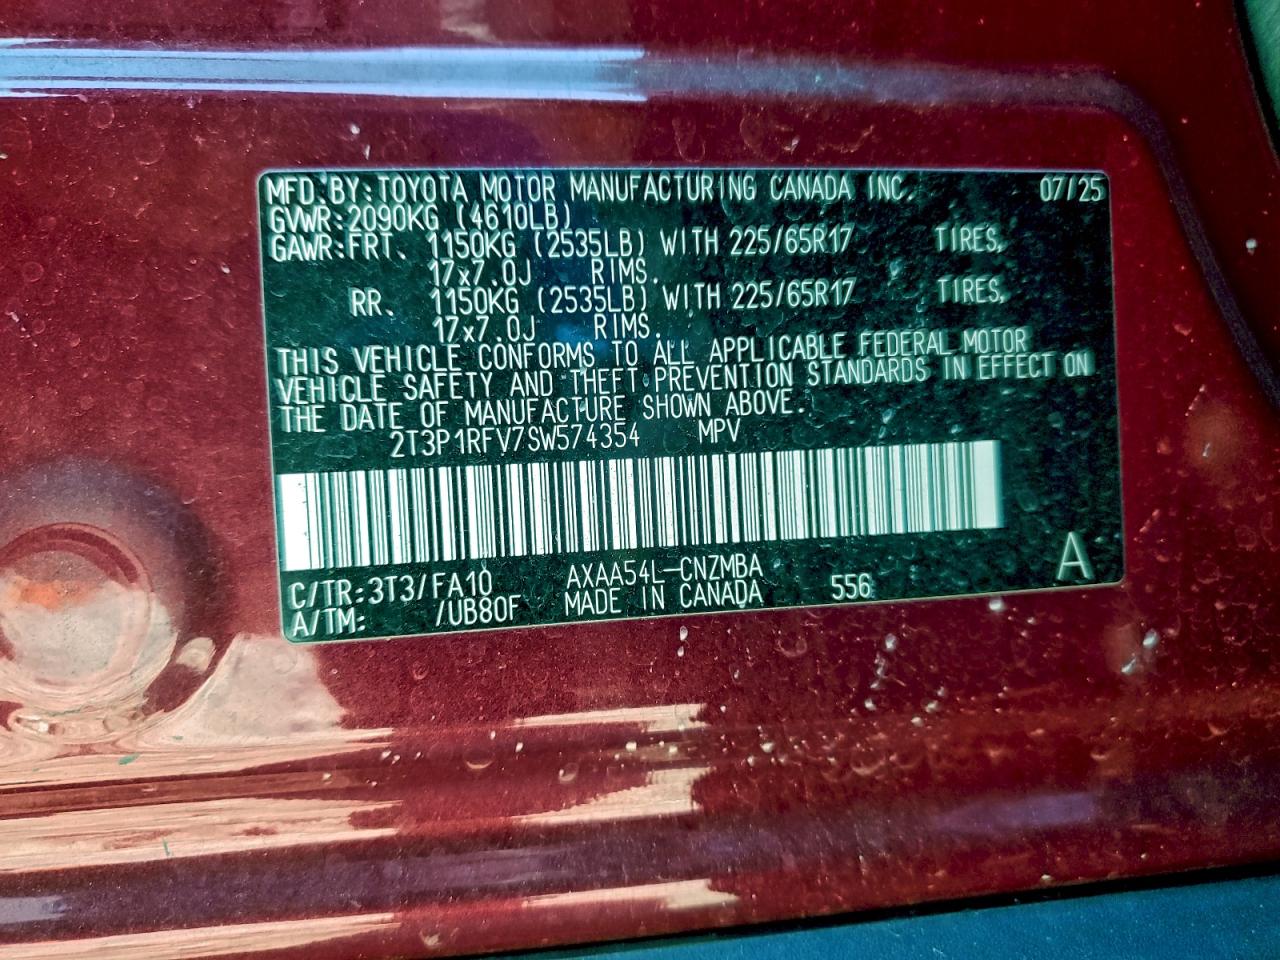 MFD.BY:TOYOTA MOTOR MANUFACTURING CANADA INC. 07/25
GVWR:2090KG (4610LB)
GAWR:FRT. 1150KG (2535LB) WITH 225/65R17 TIRES,
17x7.0J RIMS.
RR. 1150KG (2535LB) WITH 225/65R17 TIRES,
17x7.0J RIMS.
THIS VEHICLE CONFORMS TO ALL APPLICABLE FEDERAL MOTOR
VEHICLE SAFETY AND THEFT PREVENTION STANDARDS IN EFFECT ON
THE DATE OF MANUFACTURE SHOWN ABOVE.
2T3P1RFV7SW574354 MPV
C/TR:3T3/FA10 AXAA54L-CNZMBA 556 A
A/TM: /UB80F MADE IN CANADA